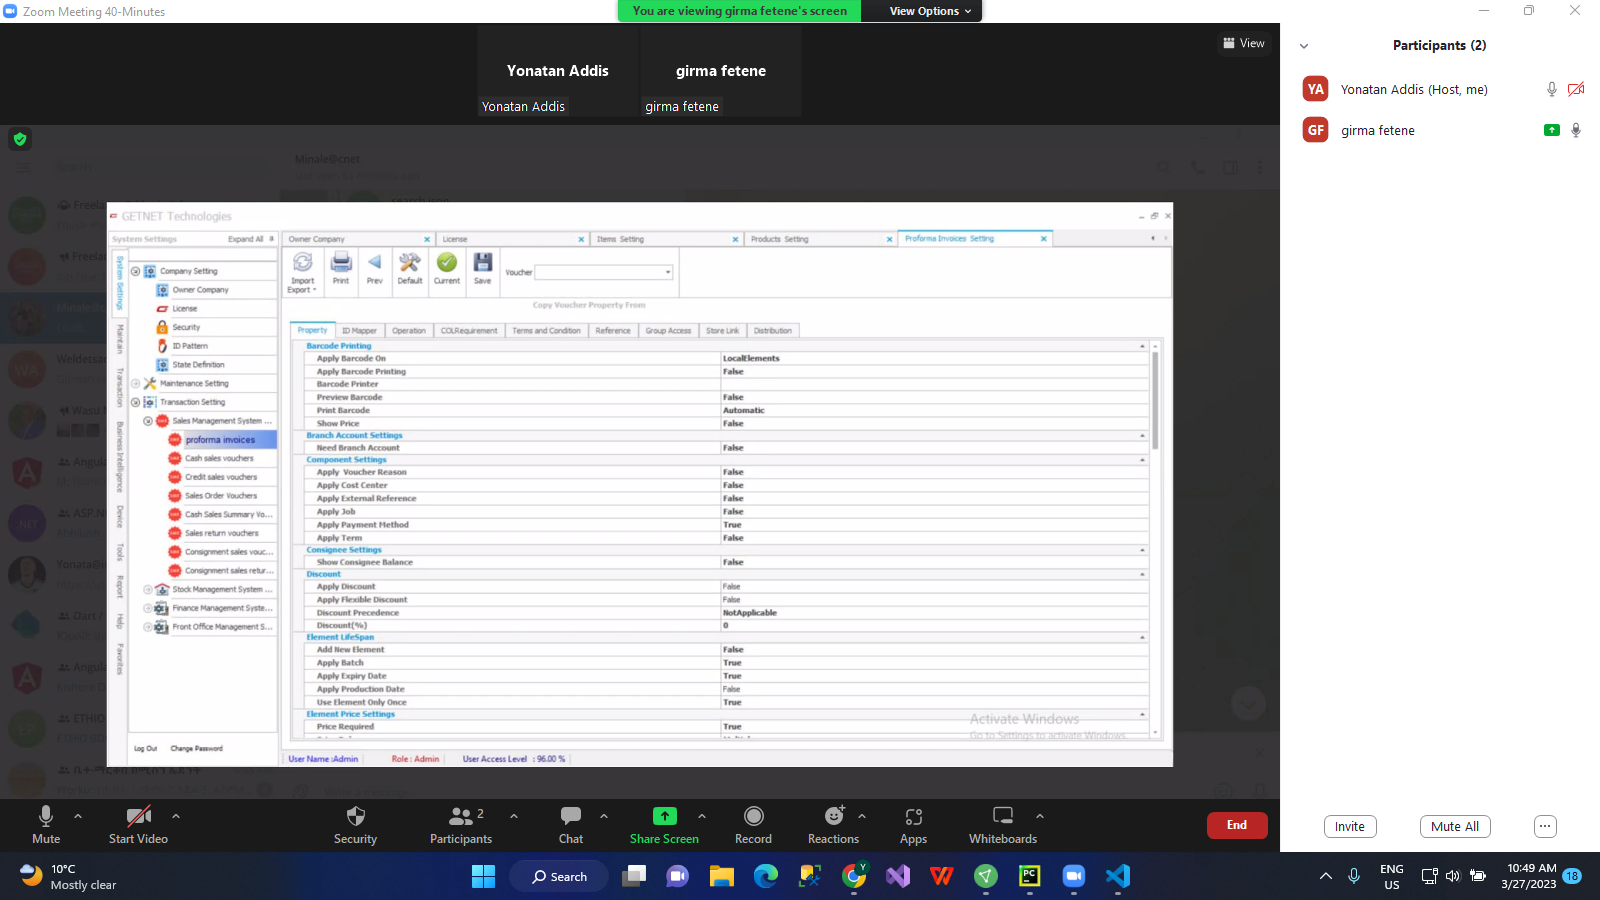 Zoom Meeting 40-Minutes
You are viewing girma fetene's screen
View Options
Yonatan Addis
girma fetene
Yonatan Addis
girma fetene
View
Participants (2)
YA Yonatan Addis (Host, me)
GF girma fetene
Minale@cnet
GETNET Technologies
System Settings
Expand All
Owner Company
License
Items Setting
Products Setting
Proforma Invoices Setting
System Settings
Maintain
Transaction
Business Intelligence
Device
Tools
Report
Help
Favorites
Company Setting
Owner Company
License
Security
ID Pattern
State Definition
Maintenance Setting
Transaction Setting
Sales Management System ...
proforma invoices
Cash sales vouchers
Credit sales vouchers
Sales Order Vouchers
Cash Sales Summary Vo...
Sales return vouchers
Consignment sales vouc...
Consignment sales retur...
Stock Management System ...
Finance Management Syste...
Front Office Management S...
Log Out
Change Password
Import Export
Print
Prev
Default
Current
Save
Voucher
Copy Voucher Property From
Property
ID Mapper
Operation
COLRequirement
Terms and Condition
Reference
Group Access
Store Link
Distribution
Barcode Printing
Apply Barcode On LocalElements
Apply Barcode Printing False
Barcode Printer
Preview Barcode False
Print Barcode Automatic
Show Price False
Branch Account Settings
Need Branch Account False
Component Settings
Apply Voucher Reason False
Apply Cost Center False
Apply External Reference False
Apply Job False
Apply Payment Method True
Apply Term False
Consignee Settings
Show Consignee Balance False
Discount
Apply Discount False
Apply Flexible Discount False
Discount Precedence NotApplicable
Discount(%) 0
Element LifeSpan
Add New Element False
Apply Batch True
Apply Expiry Date True
Apply Production Date False
Use Element Only Once True
Element Price Settings
Price Required True
Activate Windows
Go to Settings to activate Windows.
User Name :Admin
Role : Admin
User Access Level : 96.00 %
Mute
Start Video
Security
Participants 2
Chat
Share Screen
Record
Reactions
Apps
Whiteboards
End
Invite
Mute All
10°C
Mostly clear
Search
ENG
US
10:49 AM
3/27/2023
18